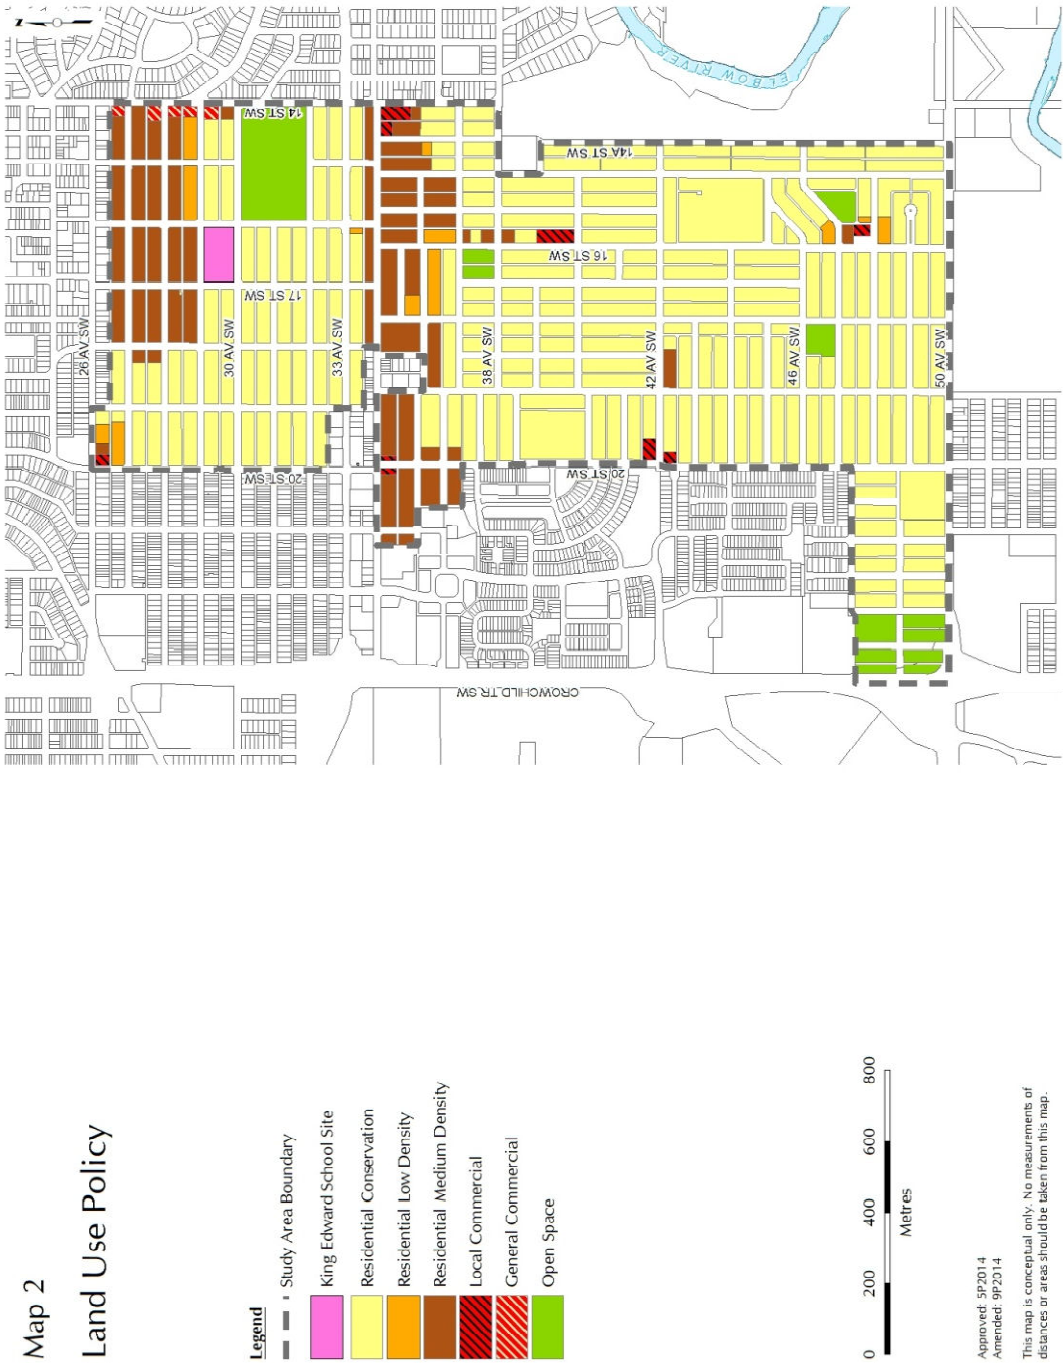 Map 2
Land Use Policy
Legend
Study Area Boundary
King Edward School Site
Residential Conservation
Residential Low Density
Residential Medium Density
Local Commercial
General Commercial
Open Space
0 200 400 600 800
Metres
Approved: 5P2014
Amended: 9P2014
This map is conceptual only. No measurements of
distances or areas should be taken from this map.
26 AV SW
30 AV SW
33 AV SW
38 AV SW
42 AV SW
46 AV SW
50 AV SW
14 ST SW
14A ST SW
16 ST SW
17 ST SW
20 ST SW
20 ST SW
CROWCHILD TR SW
ELBOW RIVER